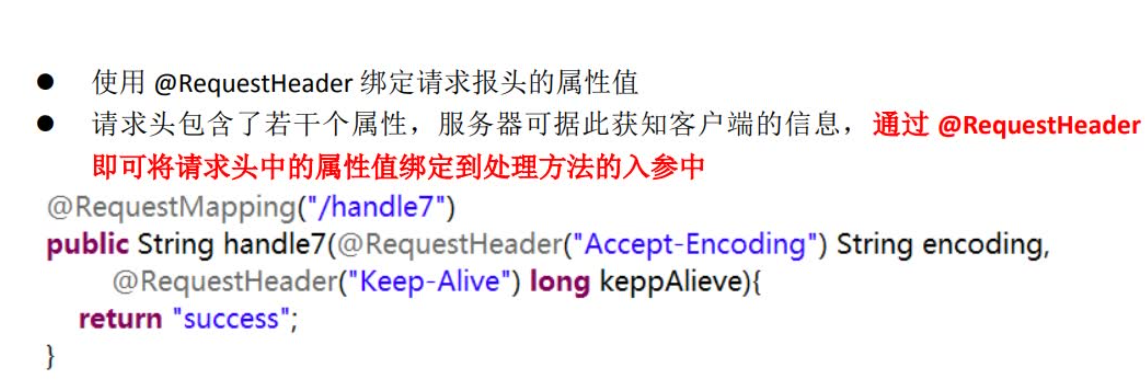 ● 使用 @RequestHeader 绑定请求报头的属性值
● 请求头包含了若干个属性，服务器可据此获知客户端的信息，通过 @RequestHeader
即可将请求头中的属性值绑定到处理方法的入参中
@RequestMapping("/handle7")
public String handle7(@RequestHeader("Accept-Encoding") String encoding,
@RequestHeader("Keep-Alive") long keppAlieve){
return "success";
}